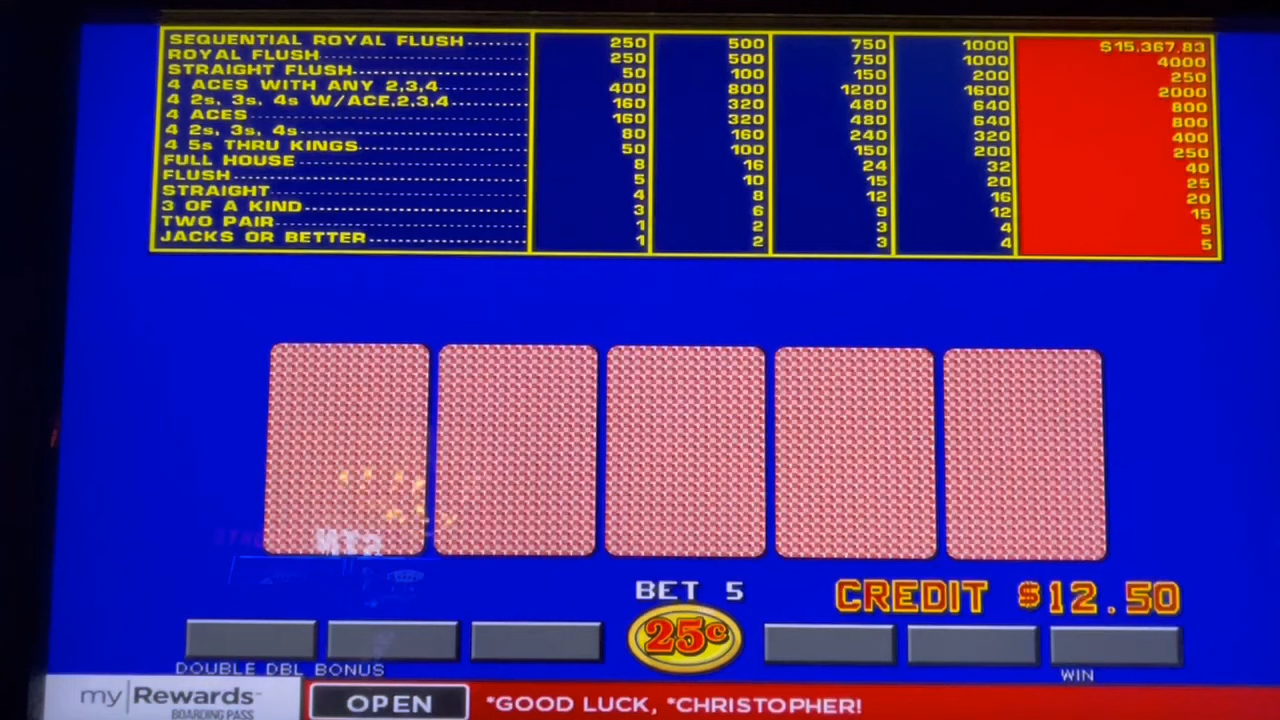 SEQUENTIAL ROYAL FLUSH 250 500 750 1000 $15,367.83
ROYAL FLUSH 250 500 750 1000 4000
STRAIGHT FLUSH 50 100 150 200 250
4 ACES WITH ANY 2,3,4 400 800 1200 1600 2000
4 2s, 3s, 4s W/ACE,2,3,4 160 320 480 640 800
4 ACES 160 320 480 640 800
4 2s, 3s, 4s 80 160 240 320 400
4 5s THRU KINGS 50 100 150 200 250
FULL HOUSE 8 16 24 32 40
FLUSH 5 10 15 20 25
STRAIGHT 4 8 12 16 20
3 OF A KIND 3 6 9 12 15
TWO PAIR 1 2 3 4 5
JACKS OR BETTER 1 2 3 4 5
BET 5
CREDIT $12.50
25¢
DOUBLE DBL BONUS
WIN
my|Rewards™
BOARDING PASS
OPEN
*GOOD LUCK, *CHRISTOPHER!